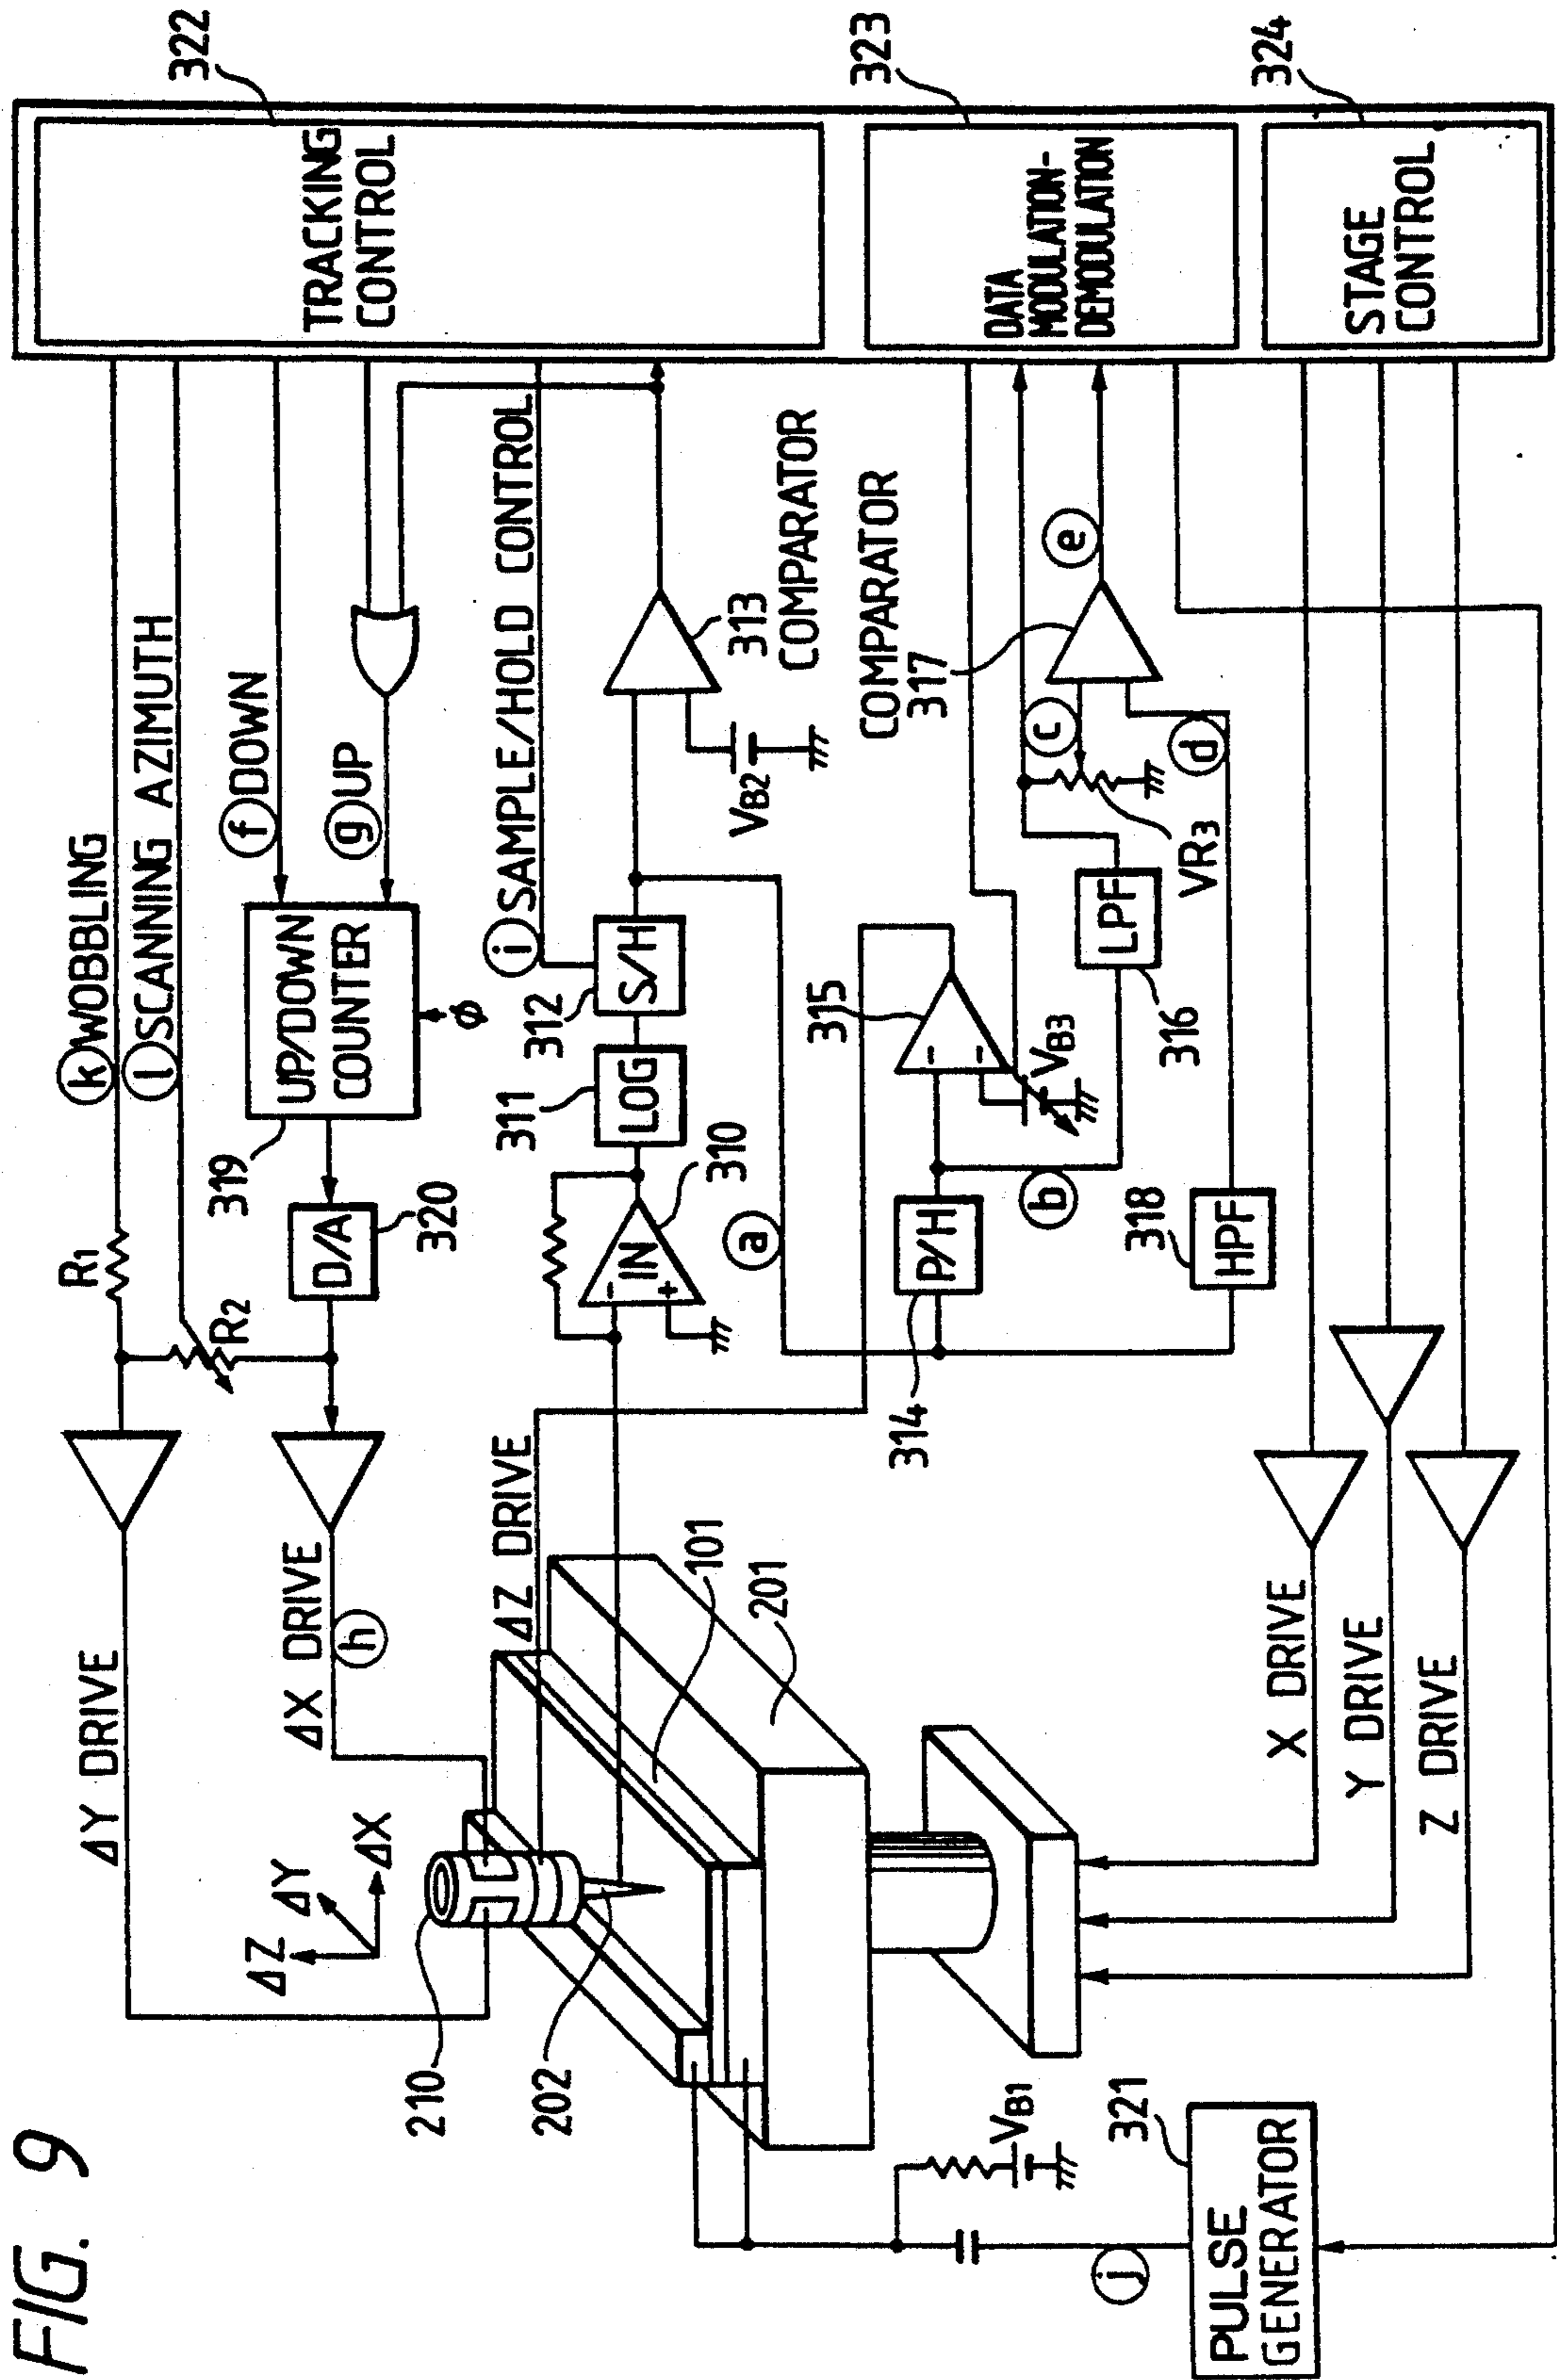 FIG. 9
322
TRACKING
CONTROL
323
DATA
MODULATION-
DEMODULATION
324
STAGE
CONTROL
ⓚ WOBBLING
ⓛ SCANNING AZIMUTH
ⓕ DOWN
ⓖ UP
UP/DOWN
COUNTER
ϕ
319
D/A
320
R1
R2
ⓘ SAMPLE/HOLD CONTROL
S/H
312
LOG
311
IN
-
+
310
313
COMPARATOR
VB2
ⓐ
COMPARATOR
317
ⓔ
ⓒ
ⓓ
VR3
LPF
316
315
-
-
VB3
ⓑ
P/H
314
HPF
318
ΔY DRIVE
ΔX DRIVE
ⓗ
ΔZ DRIVE
ΔZ
ΔY
ΔX
210
202
101
201
X DRIVE
Y DRIVE
Z DRIVE
VB1
ⓙ
321
PULSE
GENERATOR